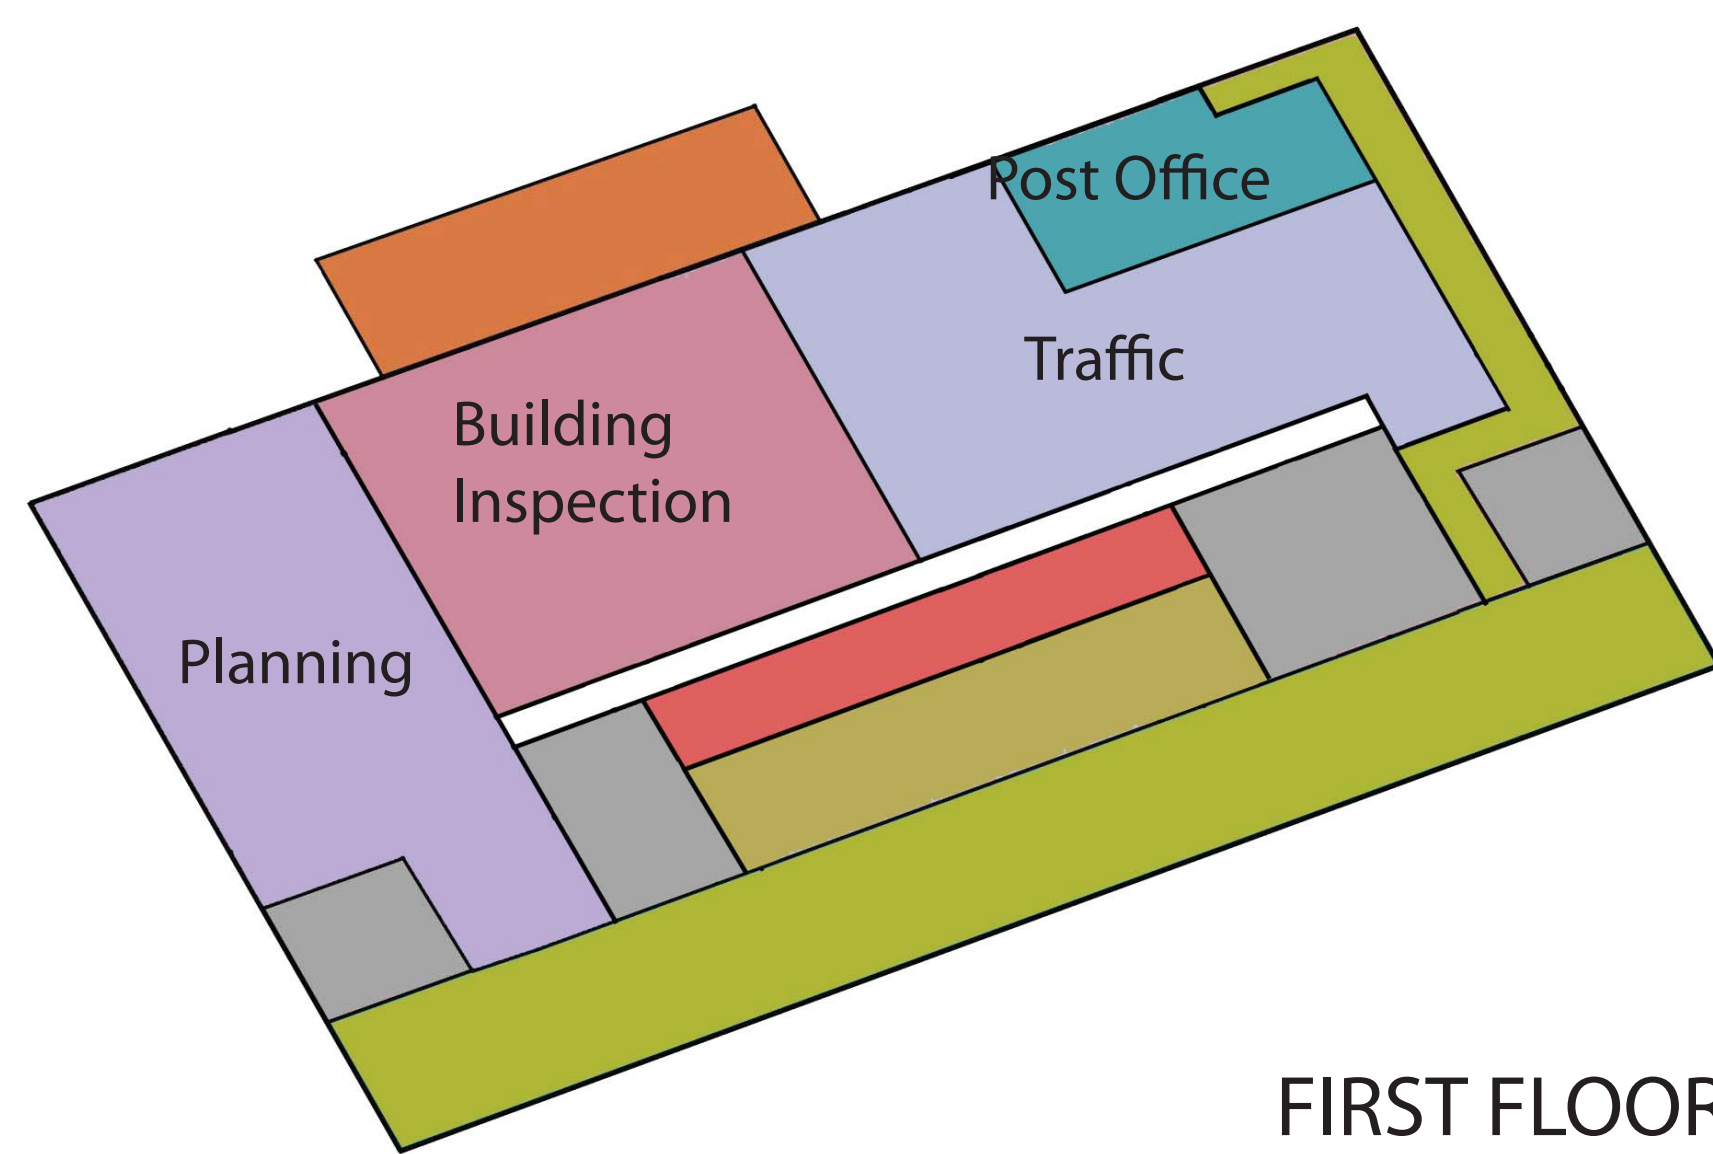 Post Office
Traffic
Building
Inspection
Planning
FIRST FLOOR